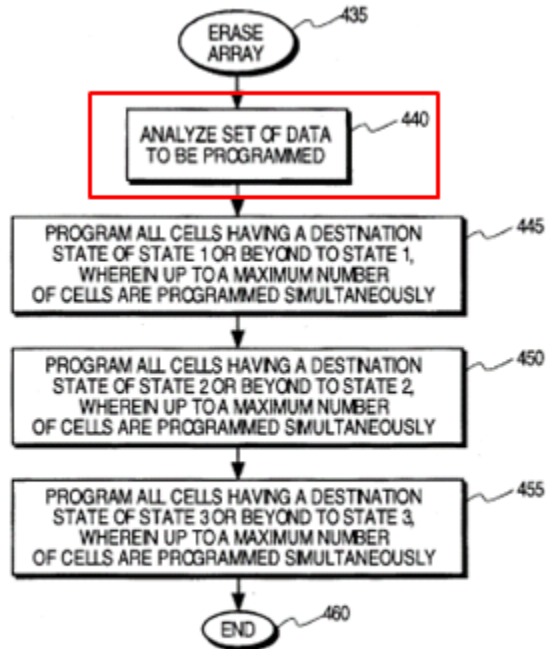 ERASE
ARRAY
435
ANALYZE SET OF DATA
TO BE PROGRAMMED
440
PROGRAM ALL CELLS HAVING A DESTINATION
STATE OF STATE 1 OR BEYOND TO STATE 1,
WHEREIN UP TO A MAXIMUM NUMBER
OF CELLS ARE PROGRAMMED SIMULTANEOUSLY
445
PROGRAM ALL CELLS HAVING A DESTINATION
STATE OF STATE 2 OR BEYOND TO STATE 2,
WHEREIN UP TO A MAXIMUM NUMBER
OF CELLS ARE PROGRAMMED SIMULTANEOUSLY
450
PROGRAM ALL CELLS HAVING A DESTINATION
STATE OF STATE 3 OR BEYOND TO STATE 3,
WHEREIN UP TO A MAXIMUM NUMBER
OF CELLS ARE PROGRAMMED SIMULTANEOUSLY
455
END
460